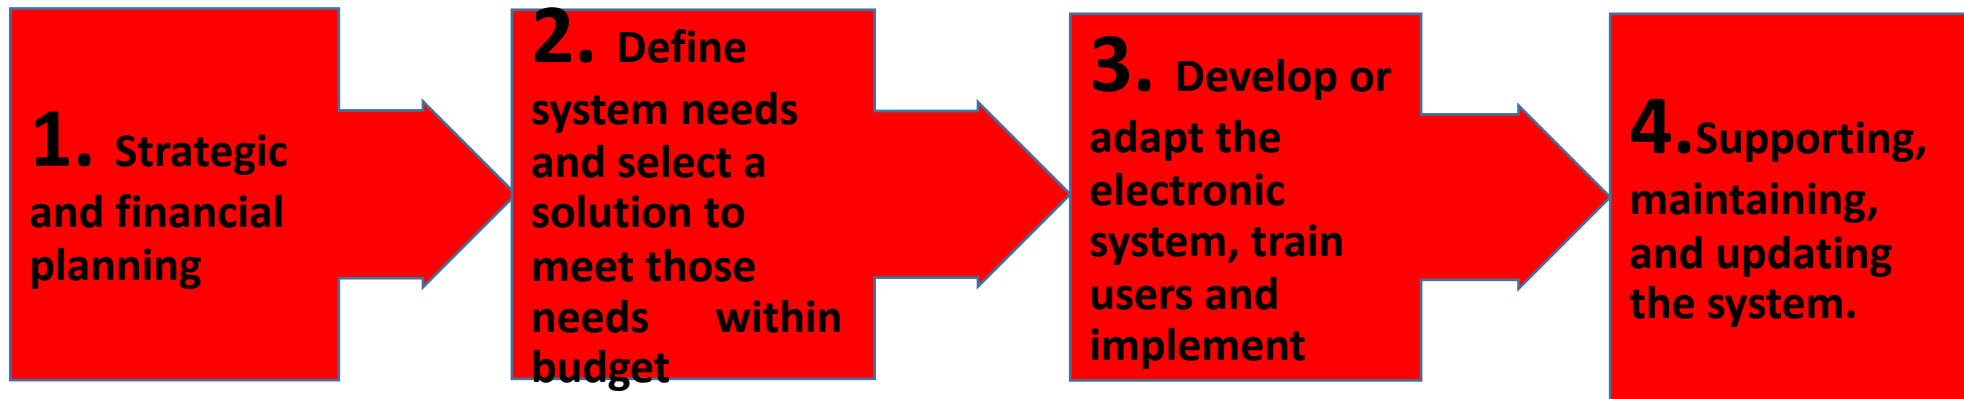 1. Strategic
and financial
planning
2. Define
system needs
and select a
solution to
meet those
needs within
budget
3. Develop or
adapt the
electronic
system, train
users and
implement
4.Supporting,
maintaining,
and updating
the system.